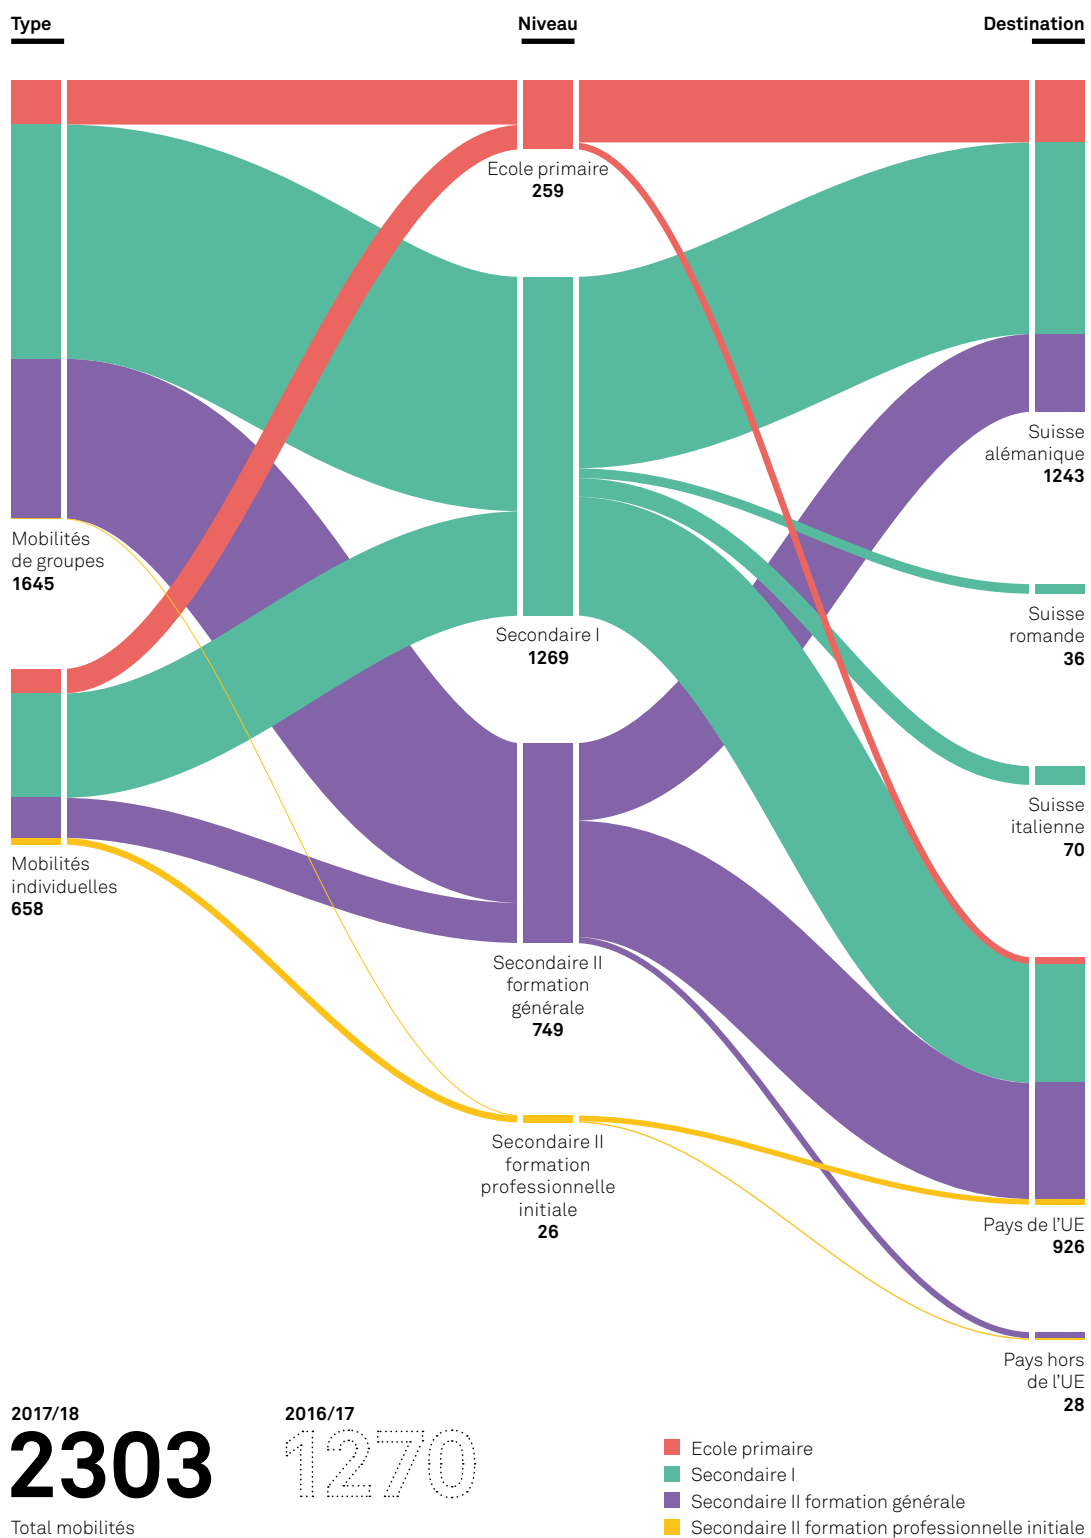 Type
Niveau
Destination
Ecole primaire
259
Suisse
alémanique
1243
Mobilités
de groupes
1645
Suisse
romande
36
Secondaire I
1269
Suisse
italienne
70
Mobilités
individuelles
658
Secondaire II
formation
générale
749
Secondaire II
formation
professionnelle
initiale
26
Pays de l’UE
926
Pays hors
de l’UE
28
2017/18
2303
Total mobilités
2016/17
1270
Ecole primaire
Secondaire I
Secondaire II formation générale
Secondaire II formation professionnelle initiale